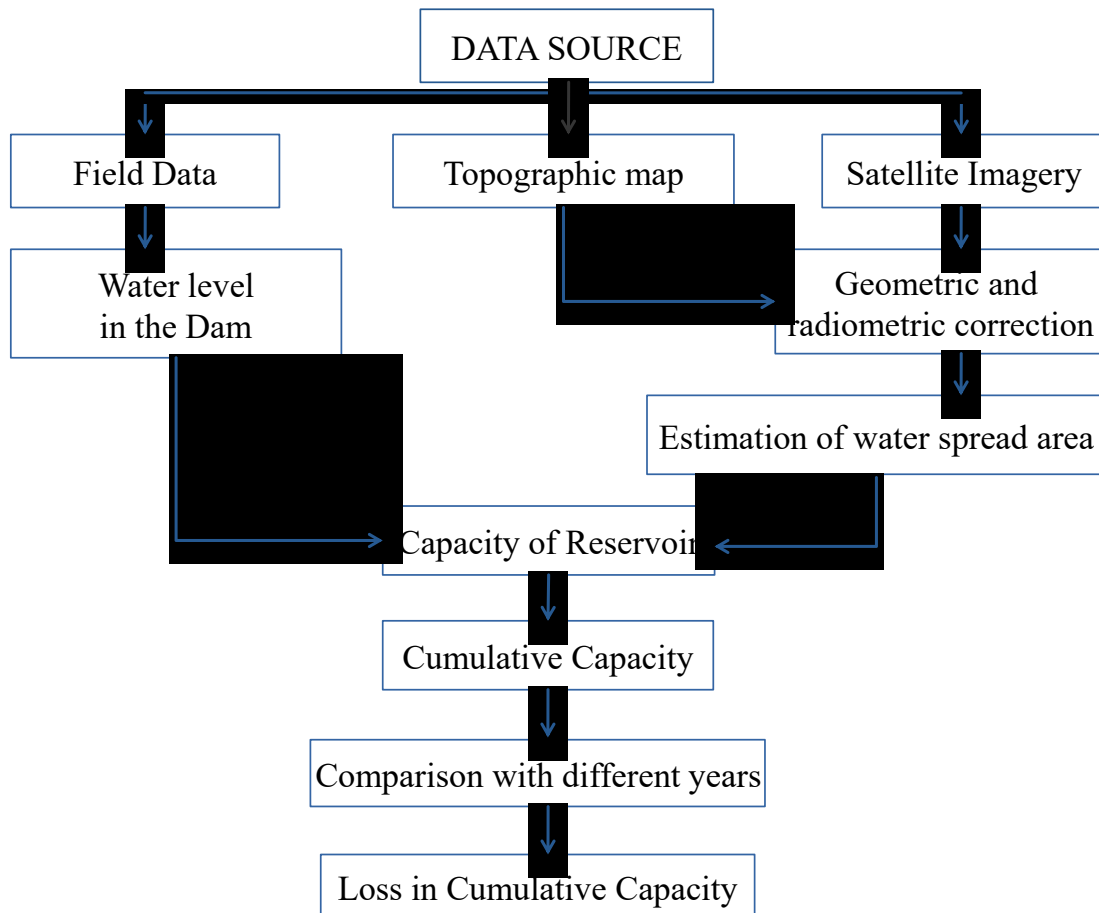 DATA SOURCE
Field Data
Topographic map
Satellite Imagery
Water level
in the Dam
Geometric and
radiometric correction
Estimation of water spread area
Capacity of Reservoir
Cumulative Capacity
Comparison with different years
Loss in Cumulative Capacity